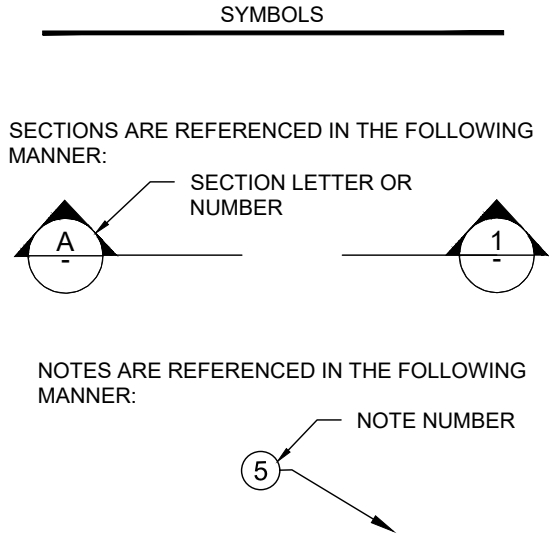 SYMBOLS
SECTIONS ARE REFERENCED IN THE FOLLOWING
MANNER:
SECTION LETTER OR
NUMBER
A
-
1
-
NOTES ARE REFERENCED IN THE FOLLOWING
MANNER:
NOTE NUMBER
5